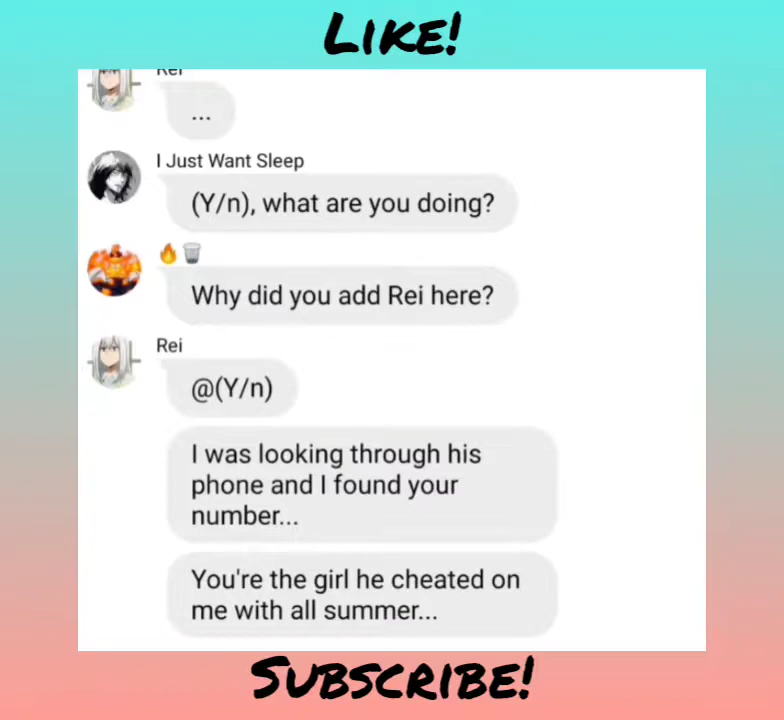 LIKE!
Rei
...
I Just Want Sleep
(Y/n), what are you doing?
🔥🗑️
Why did you add Rei here?
Rei
@(Y/n)
I was looking through his
phone and I found your
number...
You're the girl he cheated on
me with all summer...
SUBSCRIBE!